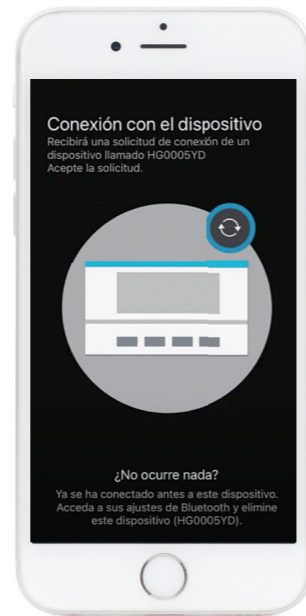 Conexión con el dispositivo
Recibirá una solicitud de conexión de un
dispositivo llamado HG0005YD
Acepte la solicitud.
¿No ocurre nada?
Ya se ha conectado antes a este dispositivo.
Acceda a sus ajustes de Bluetooth y elimine
este dispositivo (HG0005YD).